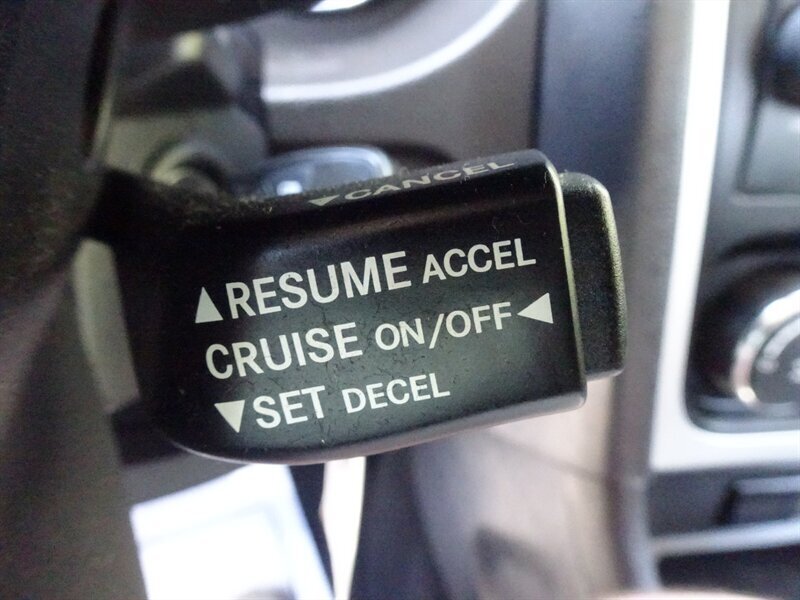 ▼CANCEL
▲RESUME ACCEL
CRUISE ON/OFF◀
▼SET DECEL